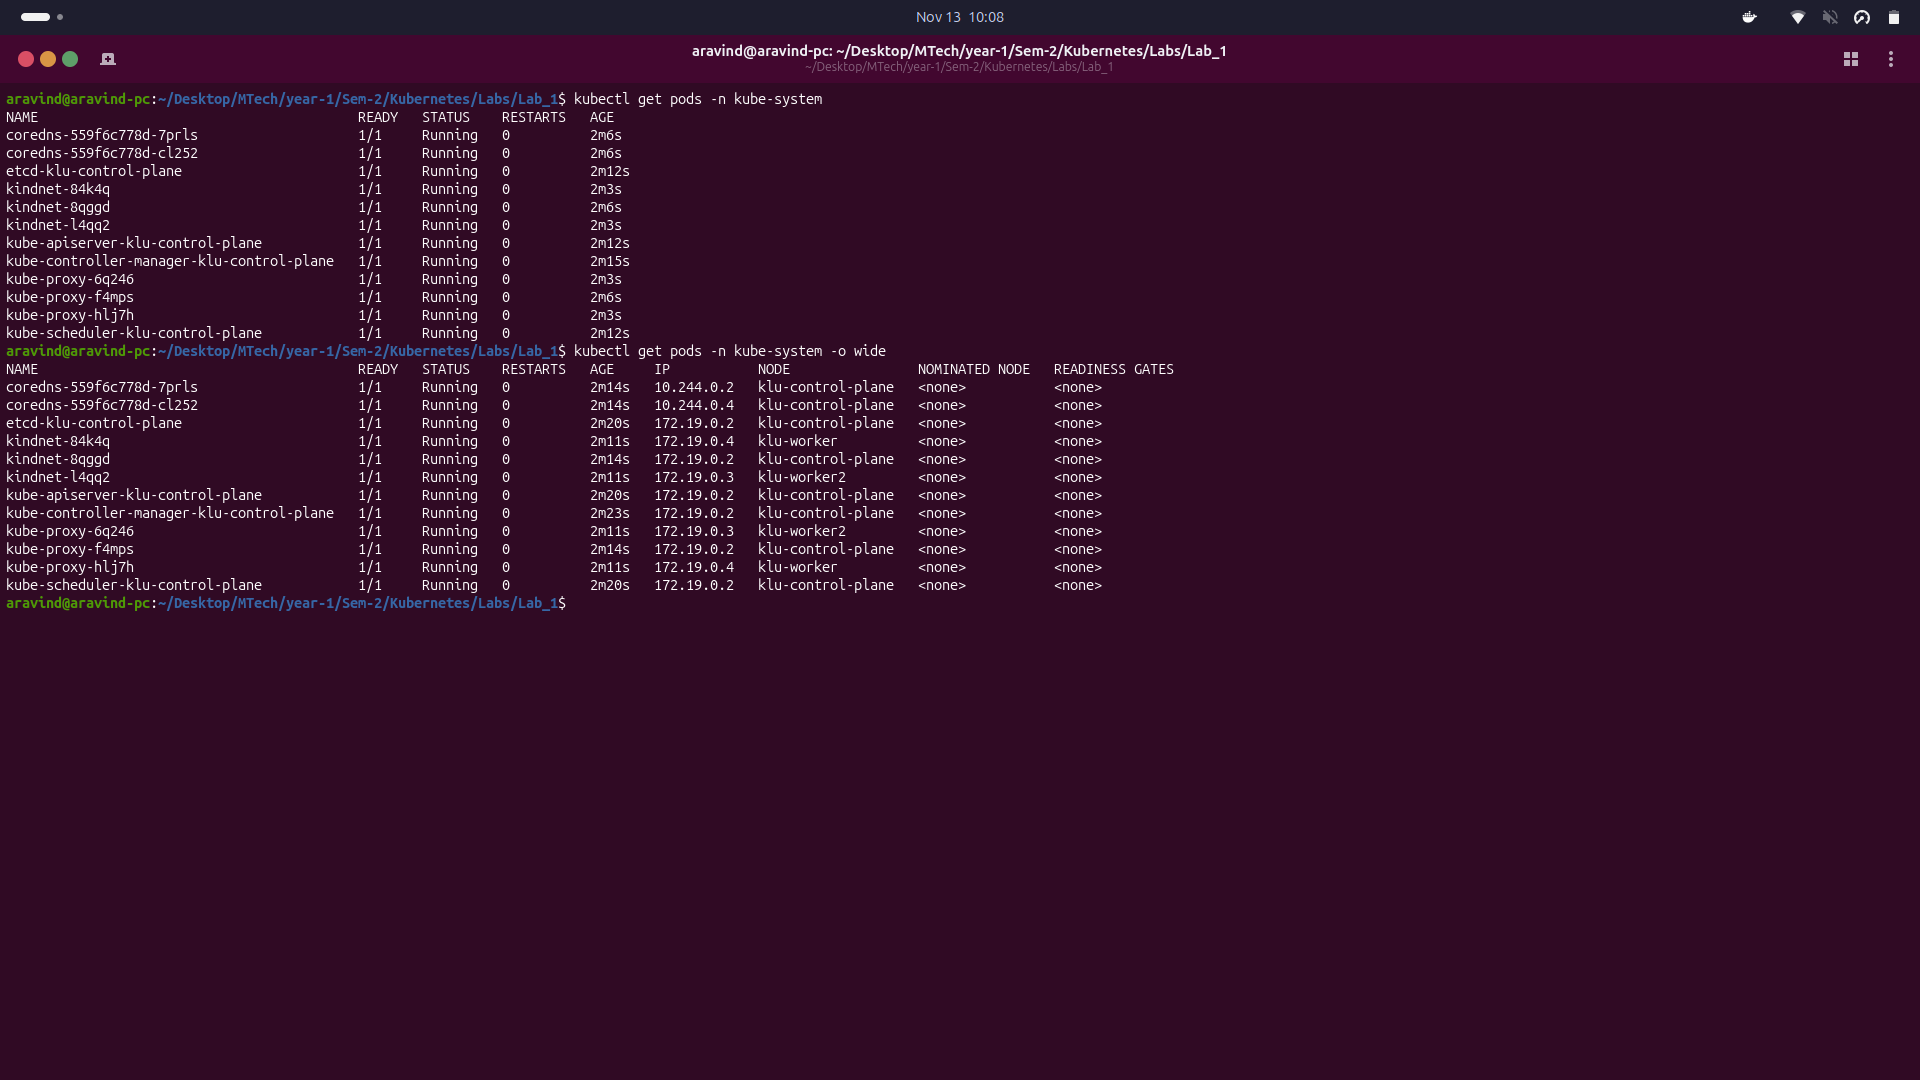 Nov 13 10:08
aravind@aravind-pc: ~/Desktop/MTech/year-1/Sem-2/Kubernetes/Labs/Lab_1
~/Desktop/MTech/year-1/Sem-2/Kubernetes/Labs/Lab_1
aravind@aravind-pc:~/Desktop/MTech/year-1/Sem-2/Kubernetes/Labs/Lab_1$ kubectl get pods -n kube-system
NAME READY STATUS RESTARTS AGE
coredns-559f6c778d-7prls 1/1 Running 0 2m6s
coredns-559f6c778d-cl252 1/1 Running 0 2m6s
etcd-klu-control-plane 1/1 Running 0 2m12s
kindnet-84k4q 1/1 Running 0 2m3s
kindnet-8qggd 1/1 Running 0 2m6s
kindnet-l4qq2 1/1 Running 0 2m3s
kube-apiserver-klu-control-plane 1/1 Running 0 2m12s
kube-controller-manager-klu-control-plane 1/1 Running 0 2m15s
kube-proxy-6q246 1/1 Running 0 2m3s
kube-proxy-f4mps 1/1 Running 0 2m6s
kube-proxy-hlj7h 1/1 Running 0 2m3s
kube-scheduler-klu-control-plane 1/1 Running 0 2m12s
aravind@aravind-pc:~/Desktop/MTech/year-1/Sem-2/Kubernetes/Labs/Lab_1$ kubectl get pods -n kube-system -o wide
NAME READY STATUS RESTARTS AGE IP NODE NOMINATED NODE READINESS GATES
coredns-559f6c778d-7prls 1/1 Running 0 2m14s 10.244.0.2 klu-control-plane <none> <none>
coredns-559f6c778d-cl252 1/1 Running 0 2m14s 10.244.0.4 klu-control-plane <none> <none>
etcd-klu-control-plane 1/1 Running 0 2m20s 172.19.0.2 klu-control-plane <none> <none>
kindnet-84k4q 1/1 Running 0 2m11s 172.19.0.4 klu-worker <none> <none>
kindnet-8qggd 1/1 Running 0 2m14s 172.19.0.2 klu-control-plane <none> <none>
kindnet-l4qq2 1/1 Running 0 2m11s 172.19.0.3 klu-worker2 <none> <none>
kube-apiserver-klu-control-plane 1/1 Running 0 2m20s 172.19.0.2 klu-control-plane <none> <none>
kube-controller-manager-klu-control-plane 1/1 Running 0 2m23s 172.19.0.2 klu-control-plane <none> <none>
kube-proxy-6q246 1/1 Running 0 2m11s 172.19.0.3 klu-worker2 <none> <none>
kube-proxy-f4mps 1/1 Running 0 2m14s 172.19.0.2 klu-control-plane <none> <none>
kube-proxy-hlj7h 1/1 Running 0 2m11s 172.19.0.4 klu-worker <none> <none>
kube-scheduler-klu-control-plane 1/1 Running 0 2m20s 172.19.0.2 klu-control-plane <none> <none>
aravind@aravind-pc:~/Desktop/MTech/year-1/Sem-2/Kubernetes/Labs/Lab_1$